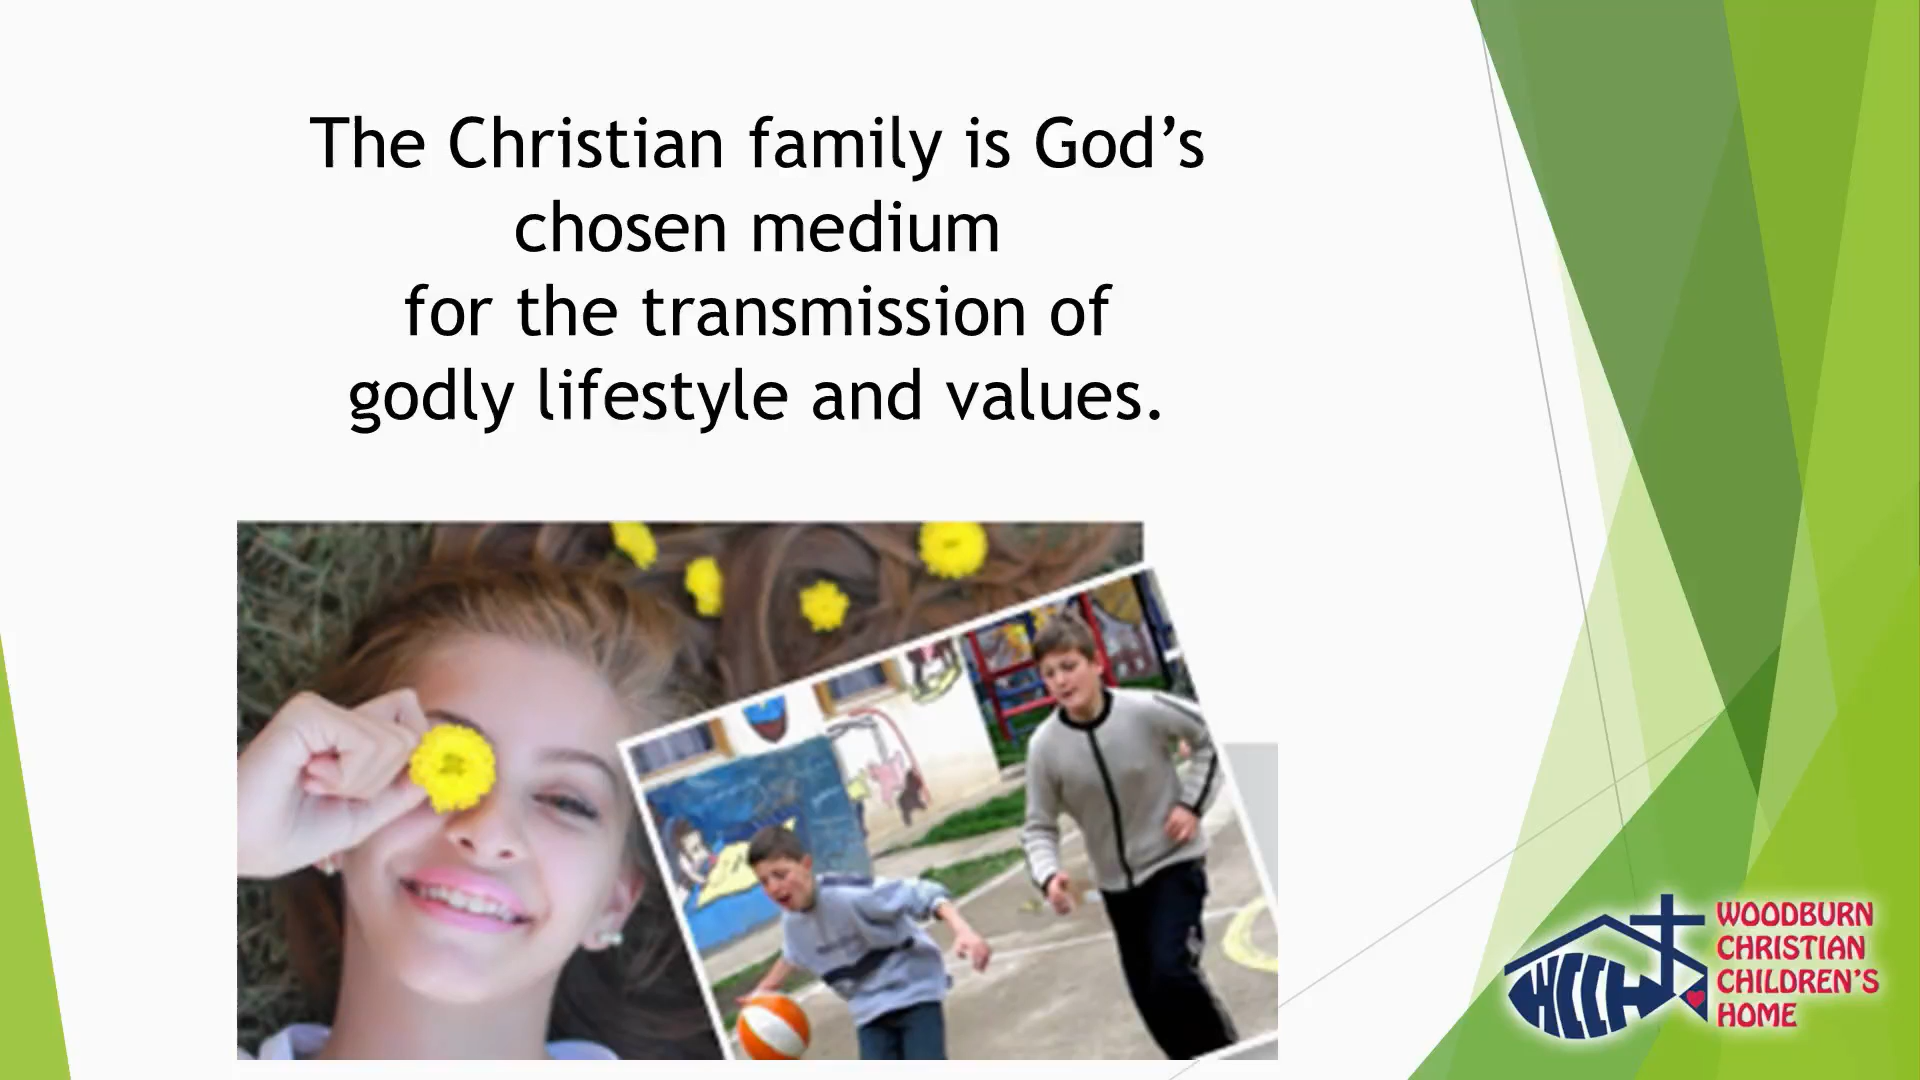 The Christian family is God’s
chosen medium
for the transmission of
godly lifestyle and values.
WCCH
WOODBURN
CHRISTIAN
CHILDREN’S
HOME